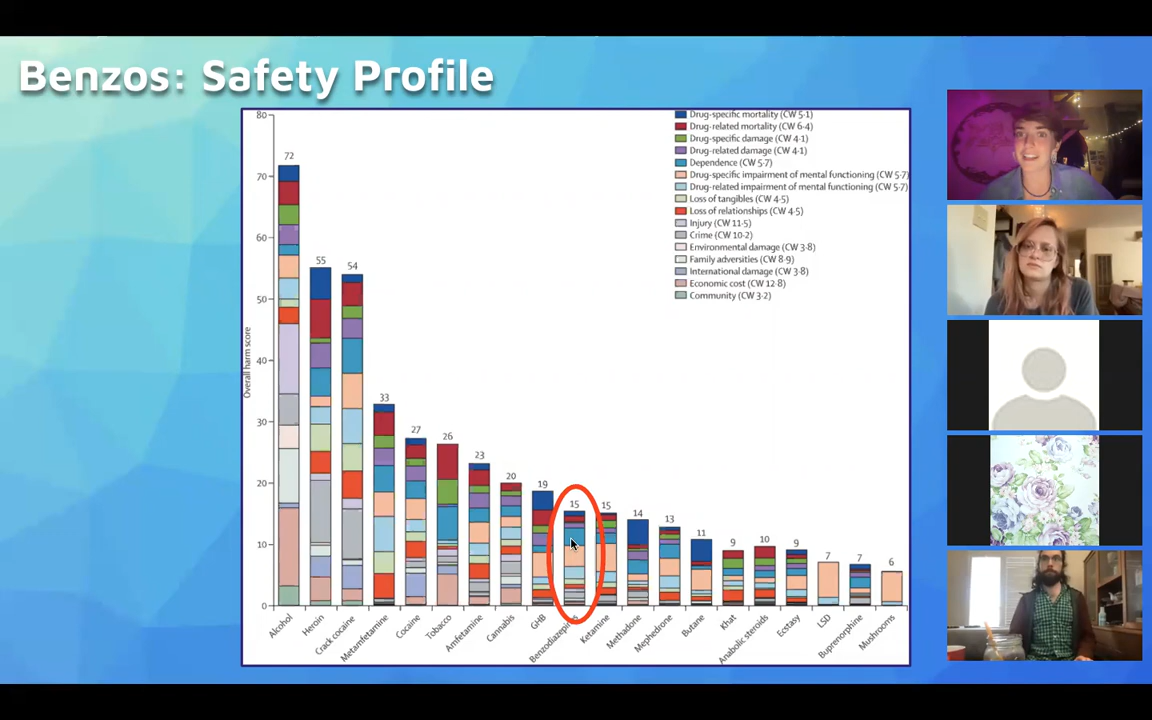 Benzos: Safety Profile
80
70
60
50
40
30
20
10
0
Overall harm score
Drug-specific mortality (CW 5·1)
Drug-related mortality (CW 6·4)
Drug-specific damage (CW 4·1)
Drug-related damage (CW 4·1)
Dependence (CW 5·7)
Drug-specific impairment of mental functioning (CW 5·7)
Drug-related impairment of mental functioning (CW 5·7)
Loss of tangibles (CW 4·5)
Loss of relationships (CW 4·5)
Injury (CW 11·5)
Crime (CW 10·2)
Environmental damage (CW 3·8)
Family adversities (CW 8·9)
International damage (CW 3·8)
Economic cost (CW 12·8)
Community (CW 3·2)
72
55
54
33
27
26
23
20
19
15
15
14
13
11
9
10
9
7
7
6
Alcohol
Heroin
Crack cocaine
Metamfetamine
Cocaine
Tobacco
Amfetamine
Cannabis
GHB
Benzodiazepines
Ketamine
Methadone
Mephedrone
Butane
Khat
Anabolic steroids
Ecstasy
LSD
Buprenorphine
Mushrooms